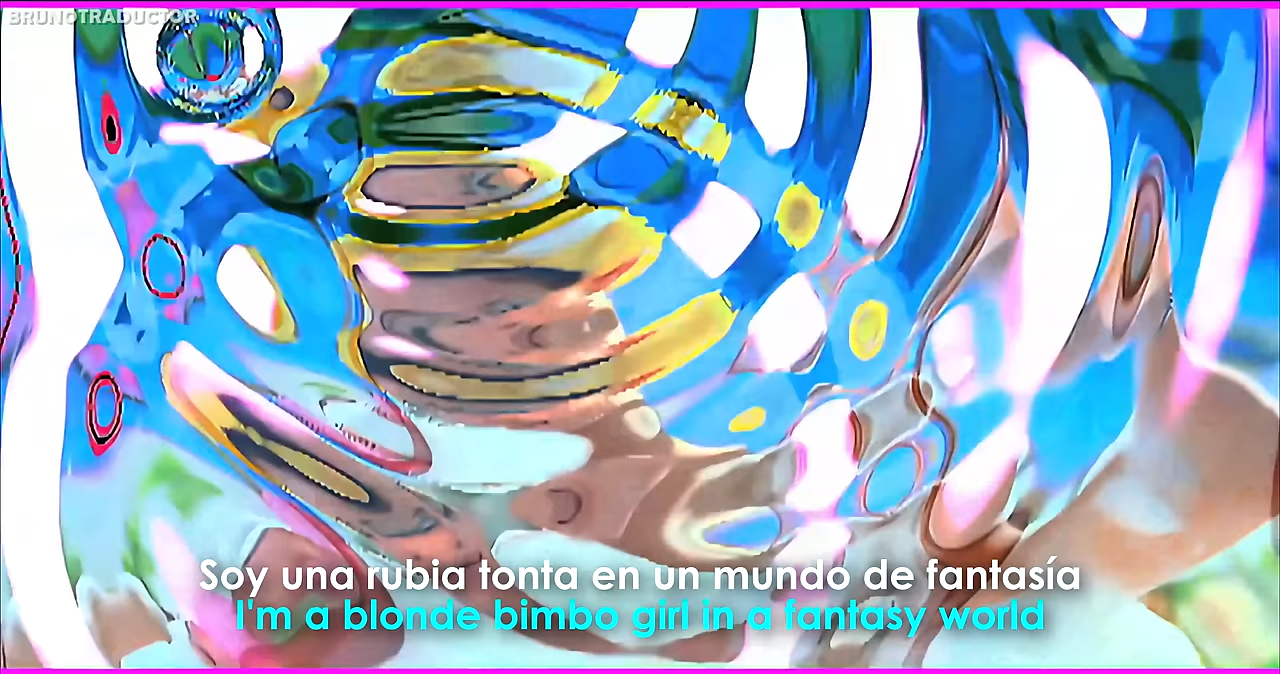 BRUNOTRADUCTOR
Soy una rubia tonta en un mundo de fantasía
I'm a blonde bimbo girl in a fantasy world